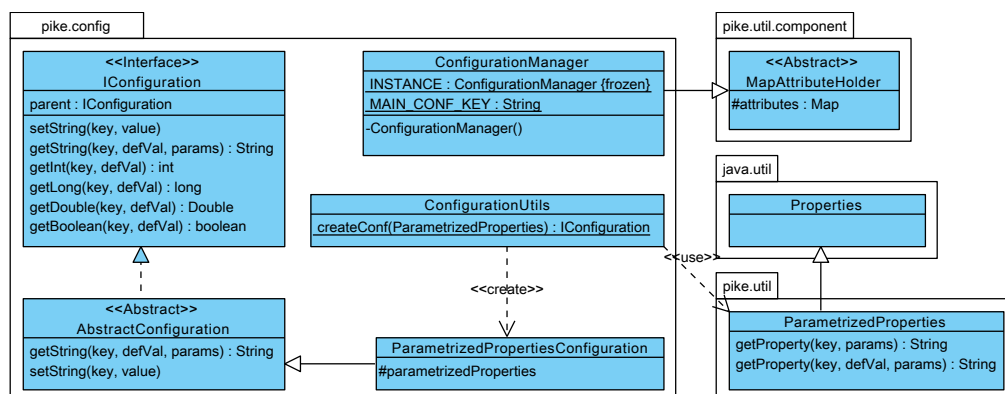 pike.config
<<Interface>>
IConfiguration
parent : IConfiguration
setString(key, value)
getString(key, defVal, params) : String
getInt(key, defVal) : int
getLong(key, defVal) : long
getDouble(key, defVal) : Double
getBoolean(key, defVal) : boolean
ConfigurationManager
INSTANCE : ConfigurationManager {frozen}
MAIN_CONF_KEY : String
-ConfigurationManager()
pike.util.component
<<Abstract>>
MapAttributeHolder
#attributes : Map
ConfigurationUtils
createConf(ParametrizedProperties) : IConfiguration
java.util
Properties
<<use>>
<<create>>
pike.util
<<Abstract>>
AbstractConfiguration
getString(key, defVal, params) : String
setString(key, value)
ParametrizedPropertiesConfiguration
#parametrizedProperties
ParametrizedProperties
getProperty(key, params) : String
getProperty(key, defVal, params) : String